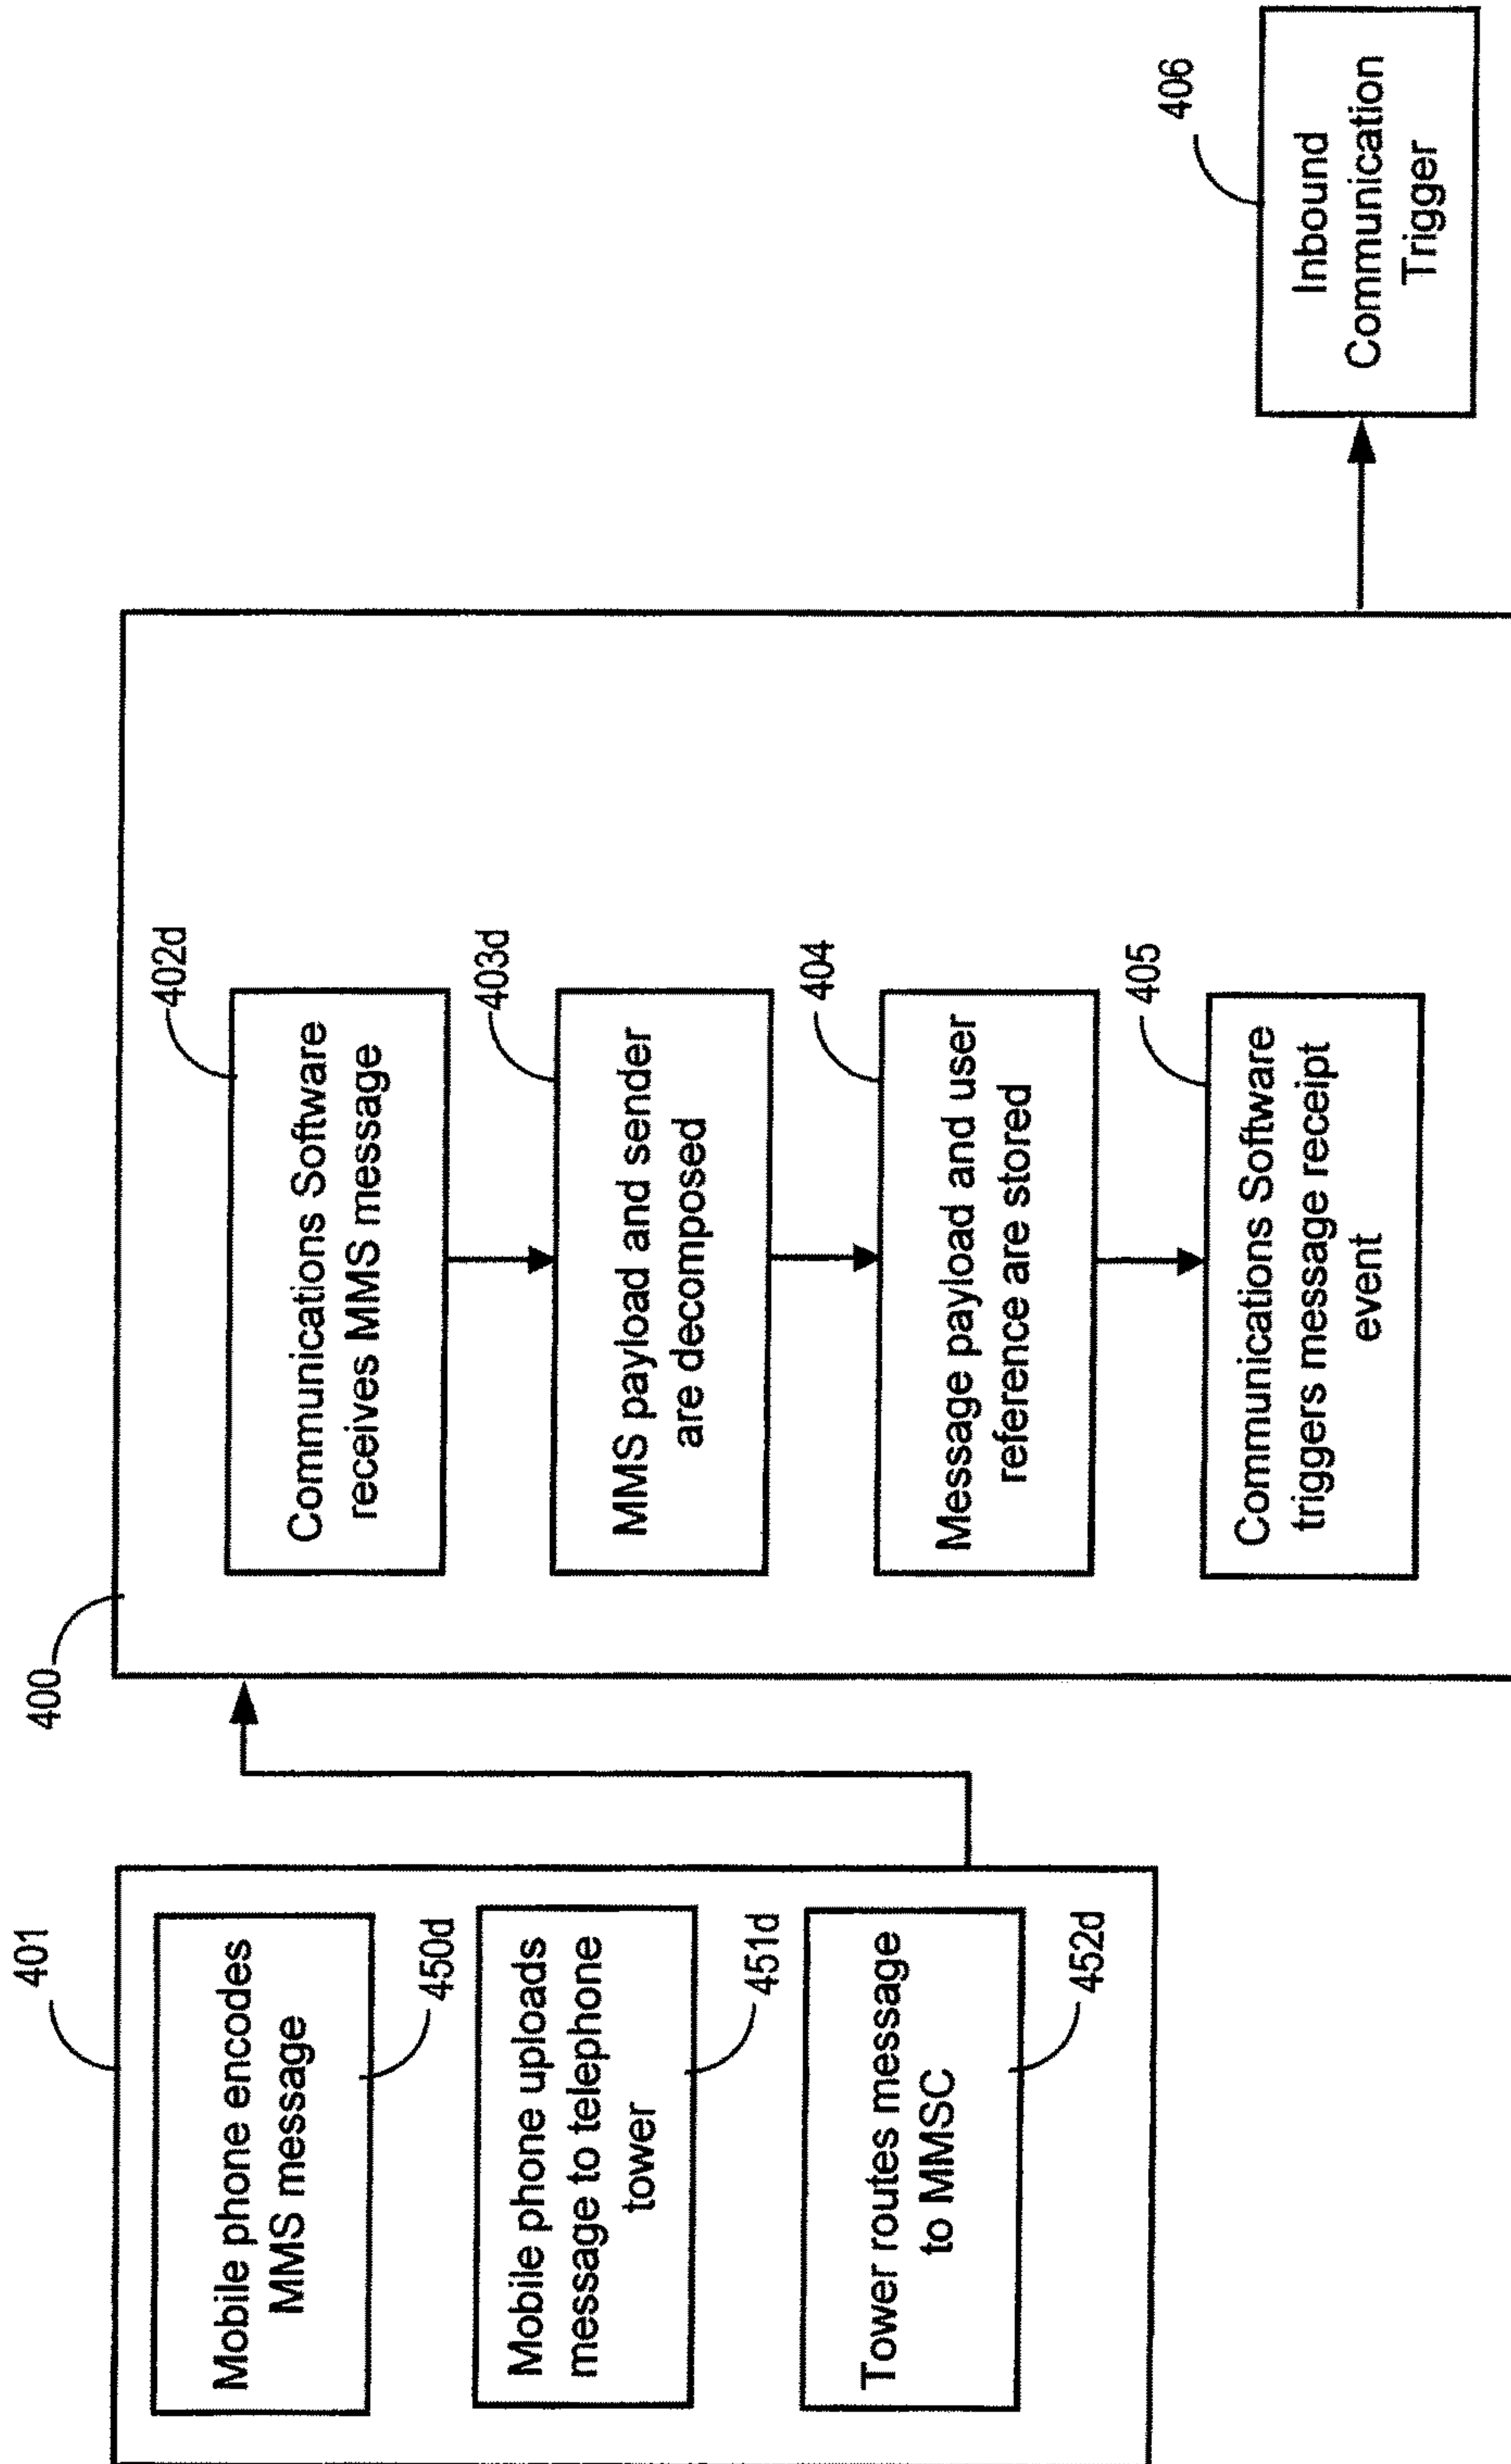 401
Mobile phone encodes
MMS message
450d
Mobile phone uploads
message to telephone
tower
451d
Tower routes message
to MMSC
452d
400
402d
Communications Software
receives MMS message
403d
MMS payload and sender
are decomposed
404
Message payload and user
reference are stored
405
Communications Software
triggers message receipt
event
406
Inbound
Communication
Trigger